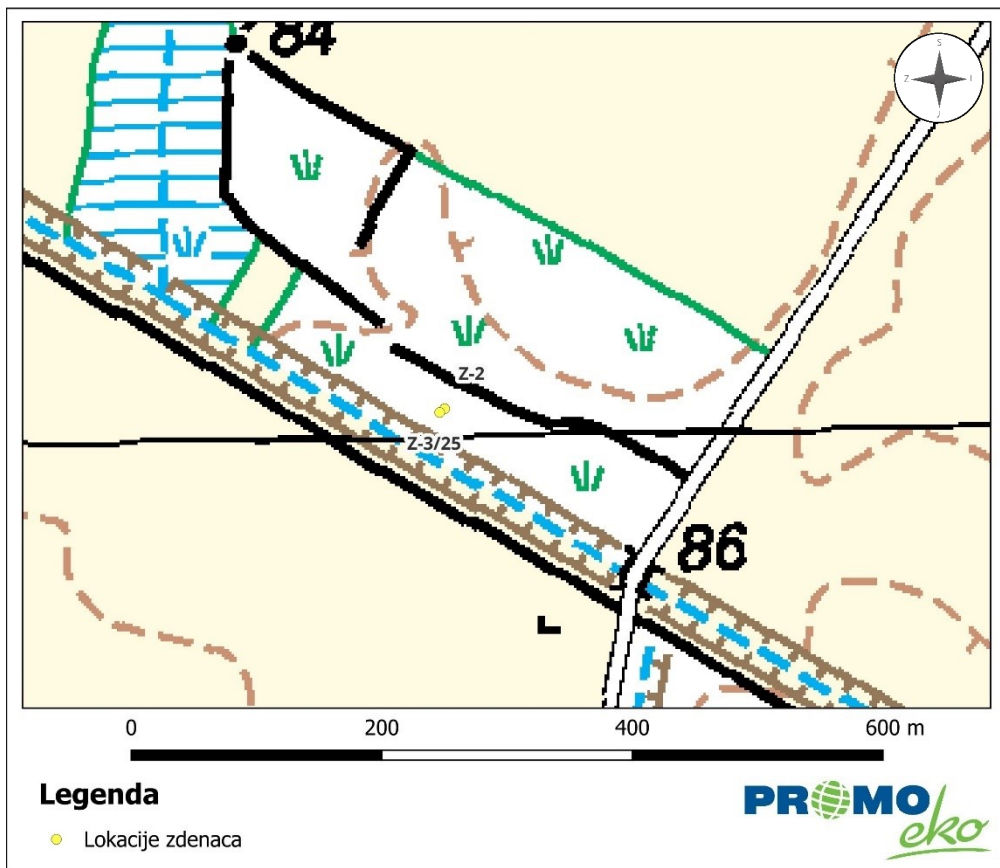 84
S
Z I
J
Z-2
Z-3/25
86
0 200 400 600 m
Legenda
PROMO
eko
Lokacije zdenaca